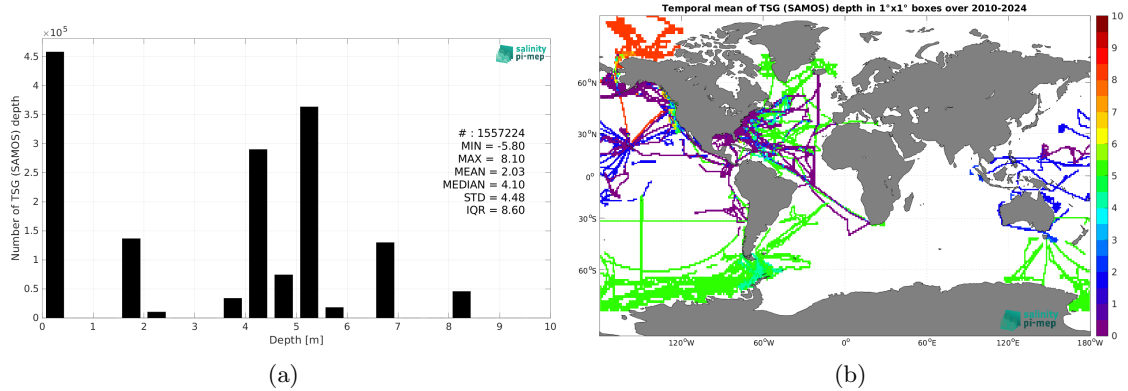 ×10⁵
4.5
4
3.5
3
2.5
2
1.5
1
0.5
0
0 1 2 3 4 5 6 7 8 9 10
Number of TSG (SAMOS) depth
Depth [m]
salinity
pi-mep
# : 1557224
MIN = -5.80
MAX = 8.10
MEAN = 2.03
MEDIAN = 4.10
STD = 4.48
IQR = 8.60
(a)
Temporal mean of TSG (SAMOS) depth in 1°x1° boxes over 2010-2024
60°N
30°N
0°
30°S
60°S
120°W 60°W 0°E 60°E 120°E 180°W
salinity
pi-mep
10
9
8
7
6
5
4
3
2
1
0
(b)